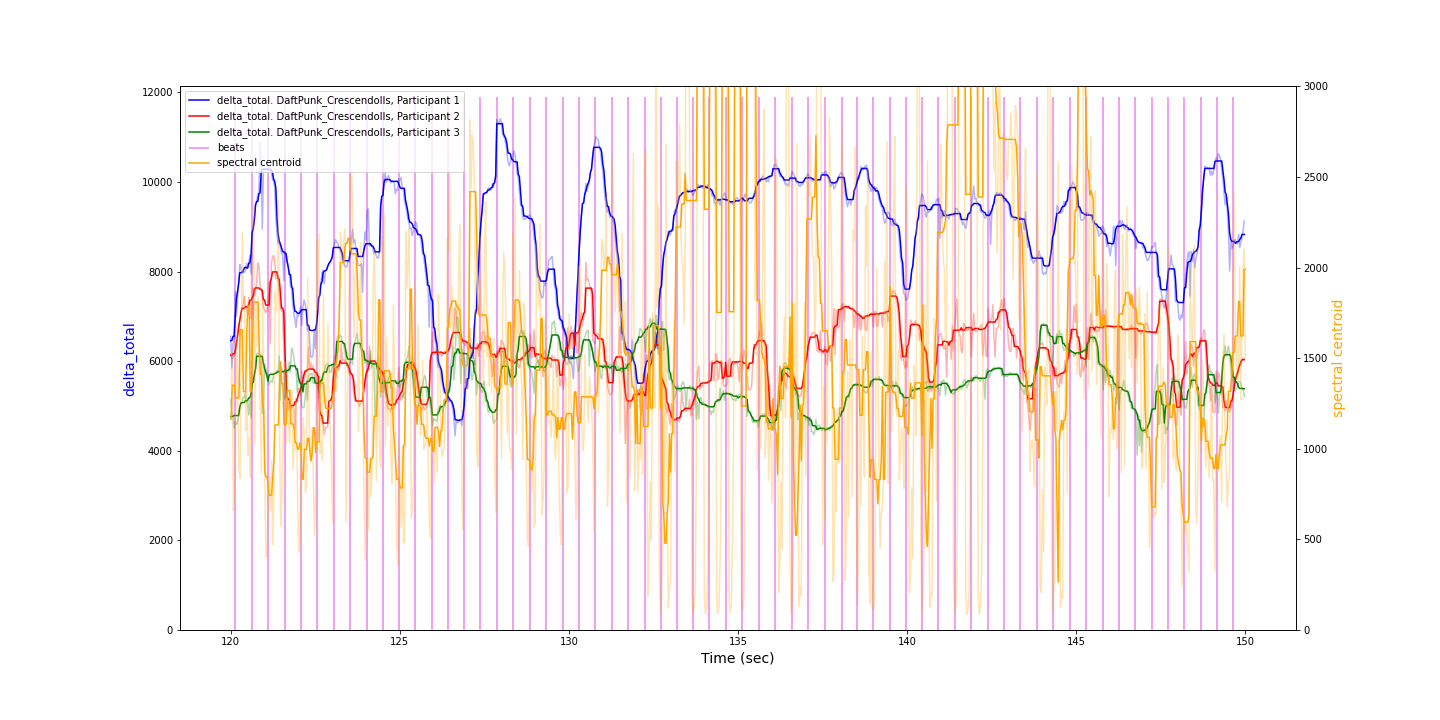 delta_total. DaftPunk_Crescendolls, Participant 1
delta_total. DaftPunk_Crescendolls, Participant 2
delta_total. DaftPunk_Crescendolls, Participant 3
beats
spectral centroid
12000
10000
8000
6000
4000
2000
0
delta_total
3000
2500
2000
1500
1000
500
0
spectral centroid
120
125
130
135
140
145
150
Time (sec)